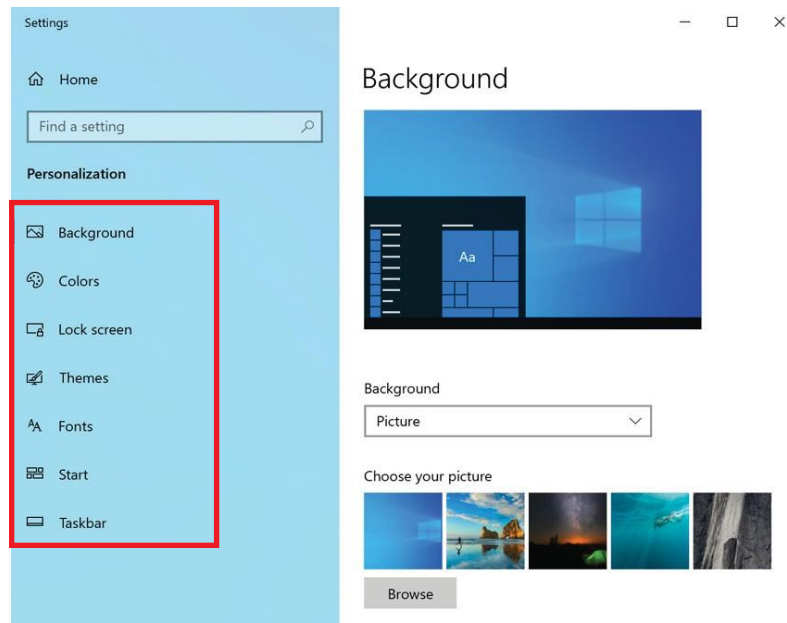 Settings
Home
Find a setting
Personalization
Background
Colors
Lock screen
Themes
Fonts
Start
Taskbar
Background
Aa
Background
Picture
Choose your picture
Browse